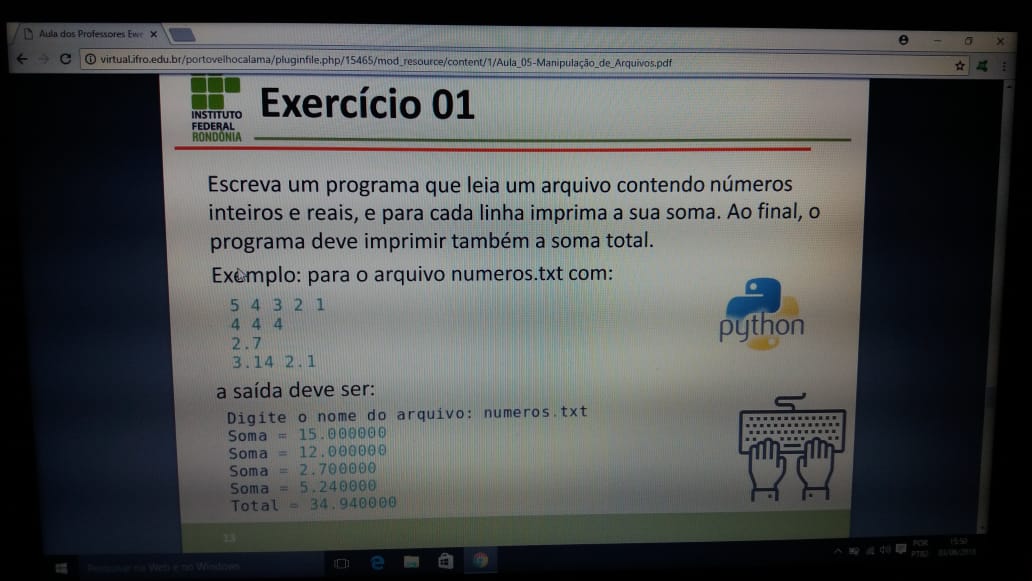 Aula dos Professores Ewe
virtual.ifro.edu.br/portovelhocalama/pluginfile.php/15465/mod_resource/content/1/Aula_05-Manipulação_de_Arquivos.pdf
INSTITUTO
FEDERAL
RONDÔNIA
Exercício 01
Escreva um programa que leia um arquivo contendo números
inteiros e reais, e para cada linha imprima a sua soma. Ao final, o
programa deve imprimir também a soma total.
Exemplo: para o arquivo numeros.txt com:
5 4 3 2 1
4 4 4
2.7
3.14 2.1
python
a saída deve ser:
Digite o nome do arquivo: numeros.txt
Soma = 15.000000
Soma = 12.000000
Soma = 2.700000
Soma = 5.240000
Total = 34.940000
13
Pesquisar na Web e no Windows
POR
PTB2
15:50